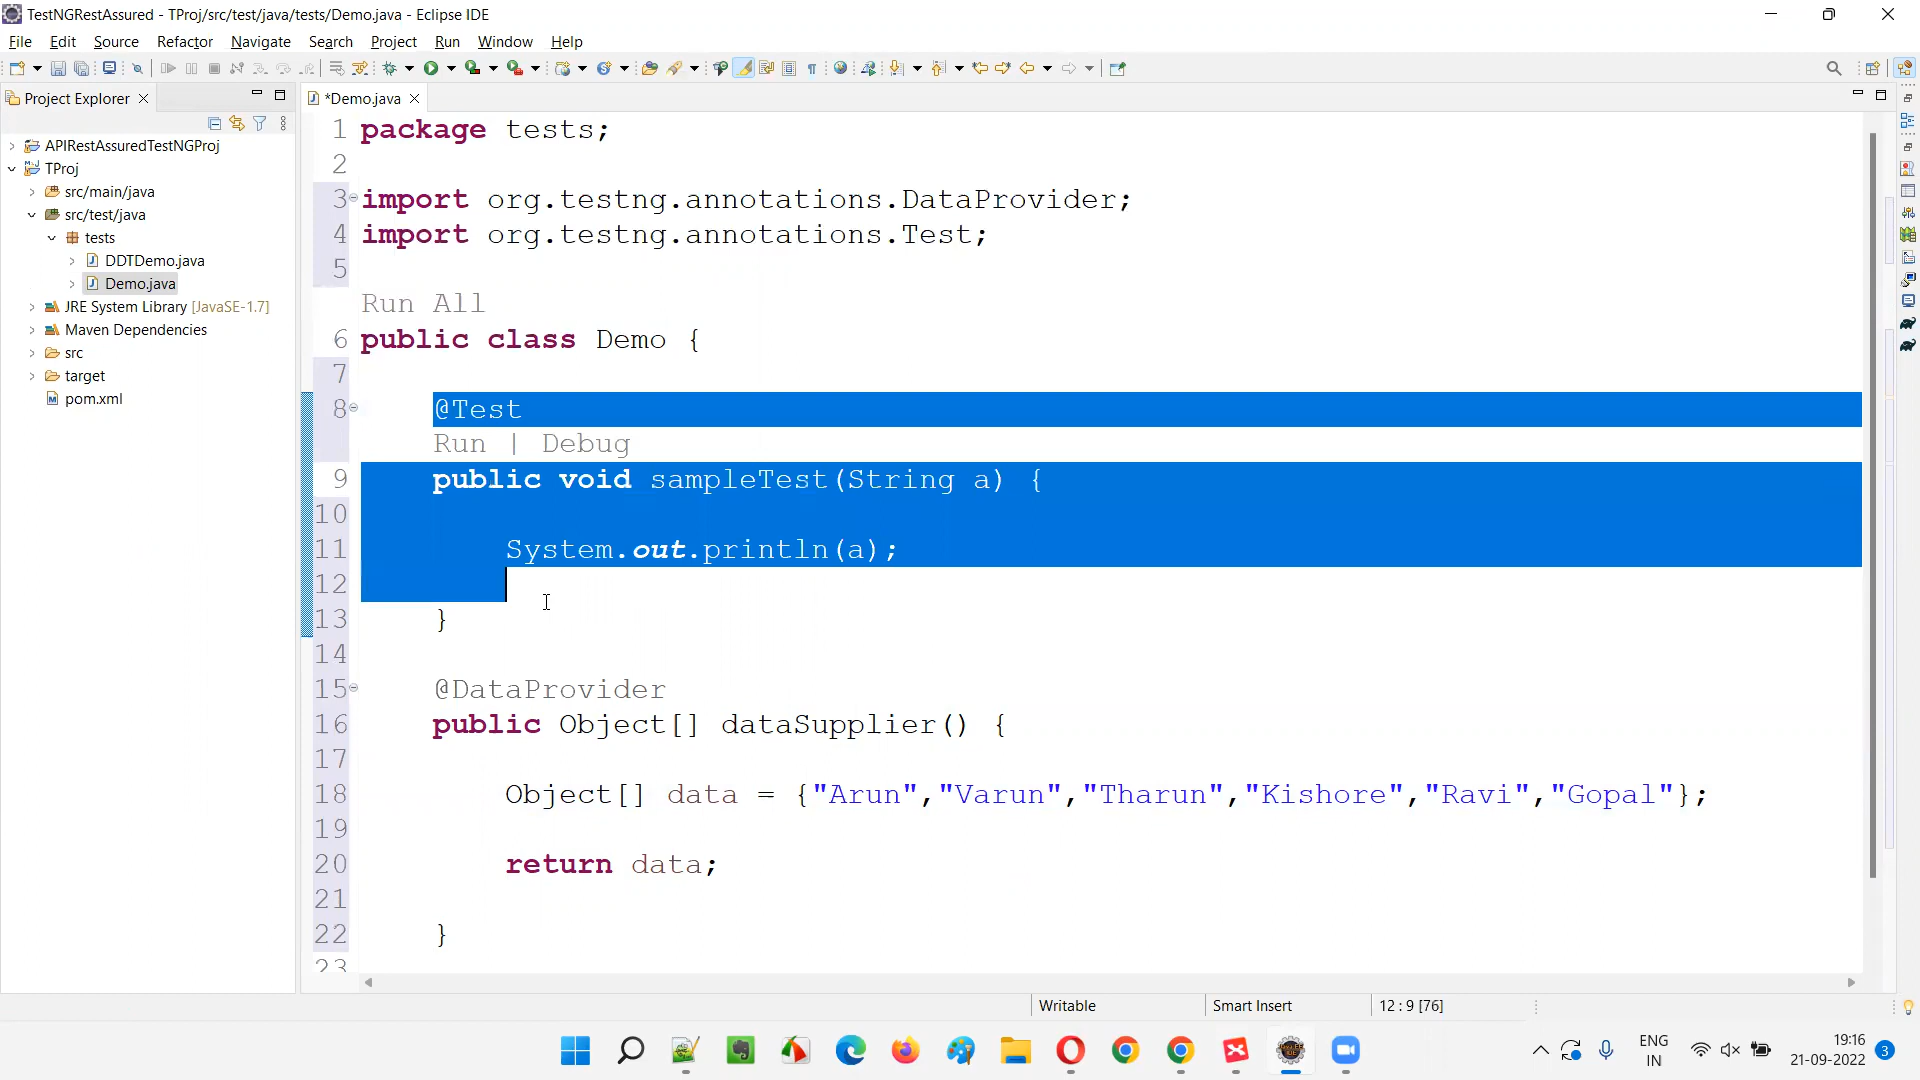 TestNGRestAssured - TProj/src/test/java/tests/Demo.java - Eclipse IDE
File Edit Source Refactor Navigate Search Project Run Window Help
Project Explorer
*Demo.java
APIRestAssuredTestNGProj
TProj
src/main/java
src/test/java
tests
DDTDemo.java
Demo.java
JRE System Library [JavaSE-1.7]
Maven Dependencies
src
target
pom.xml
1 package tests;
2
3 import org.testng.annotations.DataProvider;
4 import org.testng.annotations.Test;
5
Run All
6 public class Demo {
7
8 @Test
Run | Debug
9 public void sampleTest(String a) {
10
11 System.out.println(a);
12
13 }
14
15 @DataProvider
16 public Object[] dataSupplier() {
17
18 Object[] data = {"Arun","Varun","Tharun","Kishore","Ravi","Gopal"};
19
20 return data;
21
22 }
23
Writable Smart Insert 12 : 9 [76]
ENG
IN
19:16
21-09-2022
3